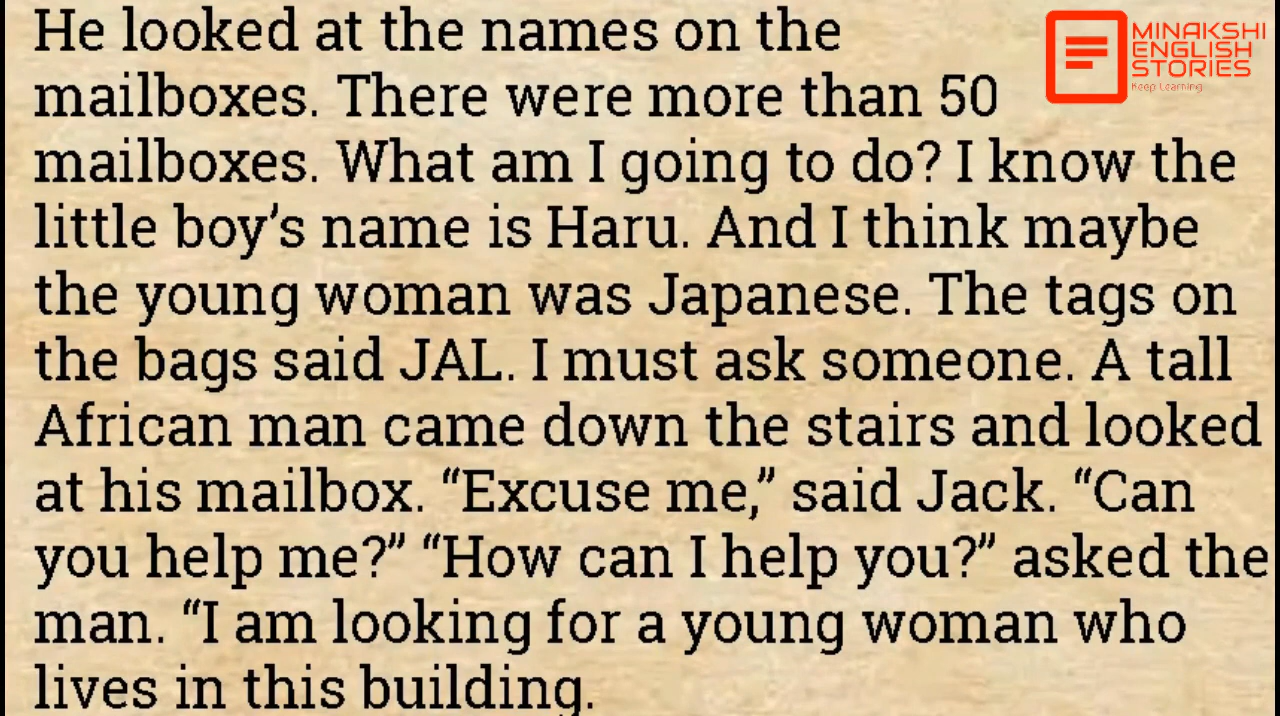 He looked at the names on the
mailboxes. There were more than 50
mailboxes. What am I going to do? I know the
little boy’s name is Haru. And I think maybe
the young woman was Japanese. The tags on
the bags said JAL. I must ask someone. A tall
African man came down the stairs and looked
at his mailbox. “Excuse me,” said Jack. “Can
you help me?” “How can I help you?” asked the
man. “I am looking for a young woman who
lives in this building.
MINAKSHI
ENGLISH
STORIES
Keep Learning